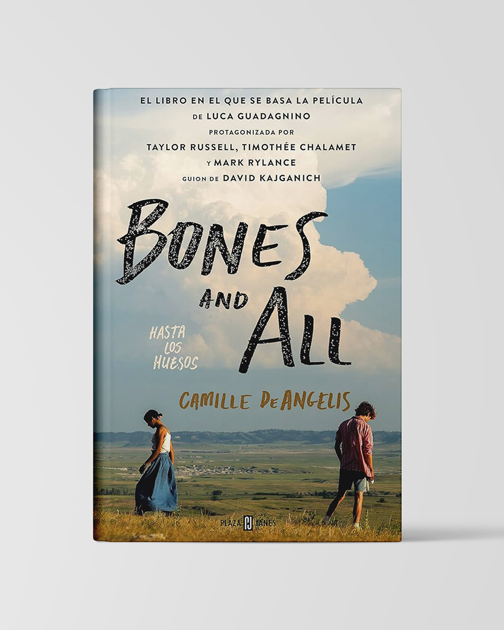 EL LIBRO EN EL QUE SE BASA LA PELÍCULA
DE LUCA GUADAGNINO
PROTAGONIZADA POR
TAYLOR RUSSELL, TIMOTHÉE CHALAMET
Y MARK RYLANCE
GUION DE DAVID KAJGANICH
BONES
AND
ALL
HASTA
LOS
HUESOS
CAMILLE DEANGELIS
PLAZA PJ JANÉS